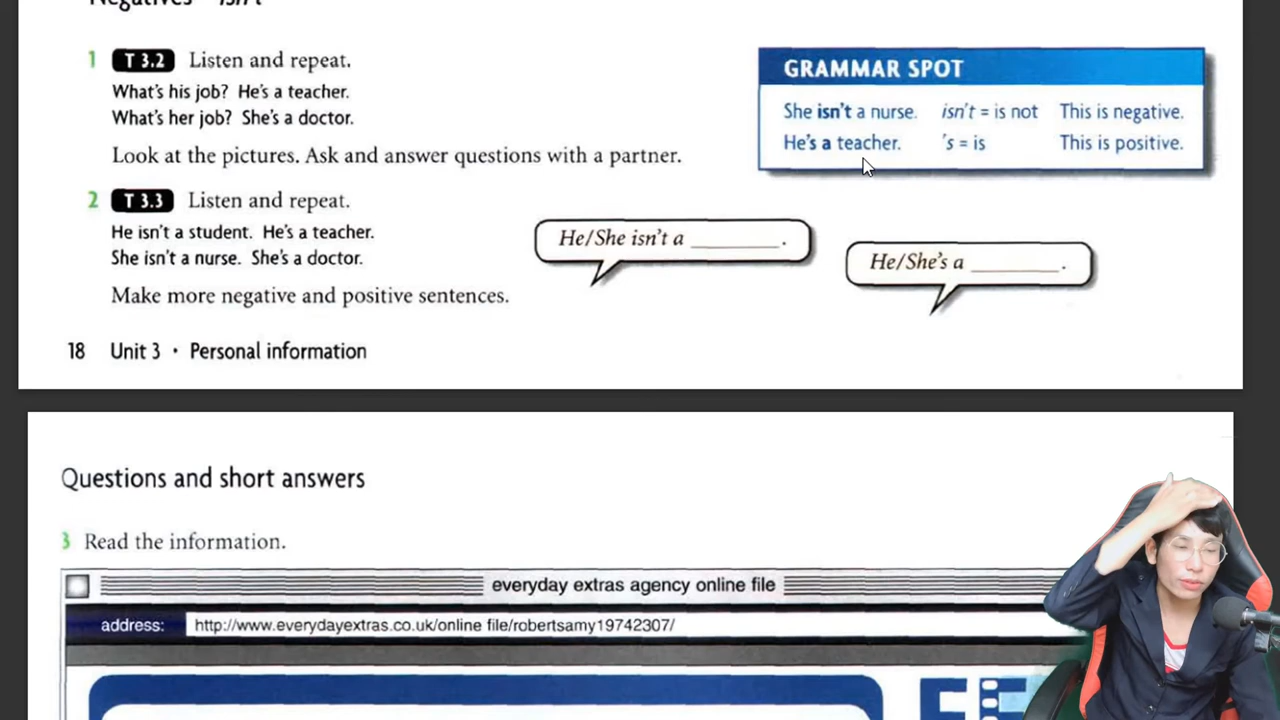 Negatives – isn't
1 T 3.2 Listen and repeat.
What's his job? He's a teacher.
What's her job? She's a doctor.
Look at the pictures. Ask and answer questions with a partner.
GRAMMAR SPOT
She isn't a nurse. isn't = is not This is negative.
He's a teacher. 's = is This is positive.
2 T 3.3 Listen and repeat.
He isn't a student. He's a teacher.
She isn't a nurse. She's a doctor.
Make more negative and positive sentences.
He/She isn't a ________ .
He/She's a ________ .
18 Unit 3 · Personal information
Questions and short answers
3 Read the information.
everyday extras agency online file
address: http://www.everydayextras.co.uk/online file/robertsamy19742307/